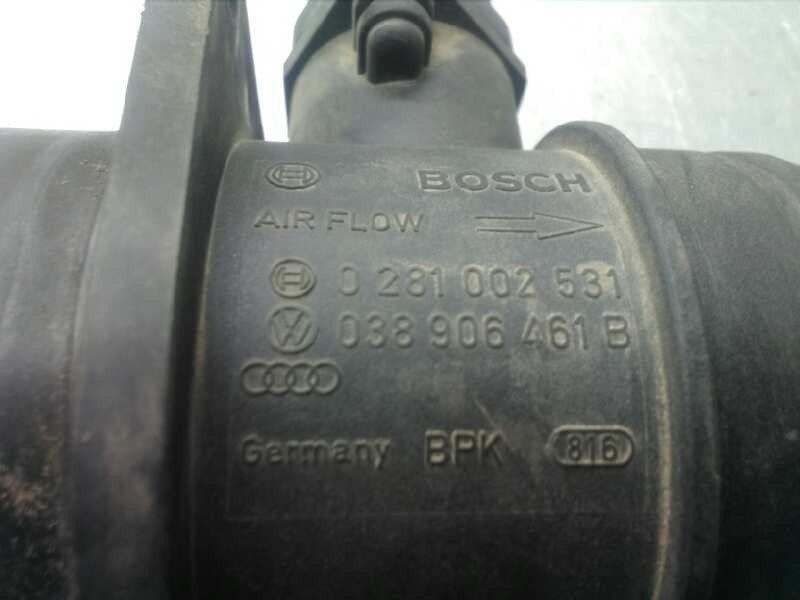 BOSCH
AIR FLOW
0 281 002 531
038 906 461 B
Germany BPK 816